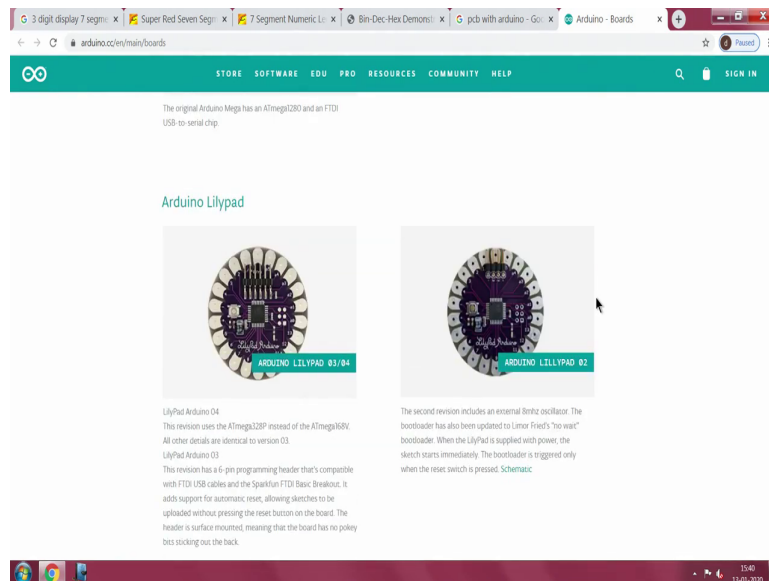 3 digit display 7 segme
Super Red Seven Segm
7 Segment Numeric Le
Bin-Dec-Hex Demonst
pcb with arduino - Goo
Arduino - Boards
arduino.cc/en/main/boards
Paused
STORE SOFTWARE EDU PRO RESOURCES COMMUNITY HELP
SIGN IN
The original Arduino Mega has an ATmega1280 and an FTDI
USB-to-serial chip.
Arduino Lilypad
ARDUINO LILYPAD 03/04
LilyPad Arduino 04
This revision uses the ATmega328P instead of the ATmega168V.
All other detials are identical to version 03.
LilyPad Arduino 03
This revision has a 6-pin programming header that's compatible
with FTDI USB cables and the Sparkfun FTDI Basic Breakout. It
adds support for automatic reset, allowing sketches to be
uploaded without pressing the reset button on the board. The
header is surface mounted, meaning that the board has no pokey
bits sticking out the back.
ARDUINO LILLYPAD 02
The second revision includes an external 8mhz oscillator. The
bootloader has also been updated to Limor Fried's "no wait"
bootloader. When the LilyPad is supplied with power, the
sketch starts immediately. The bootloader is triggered only
when the reset switch is pressed. Schematic
15:40
13-01-2020